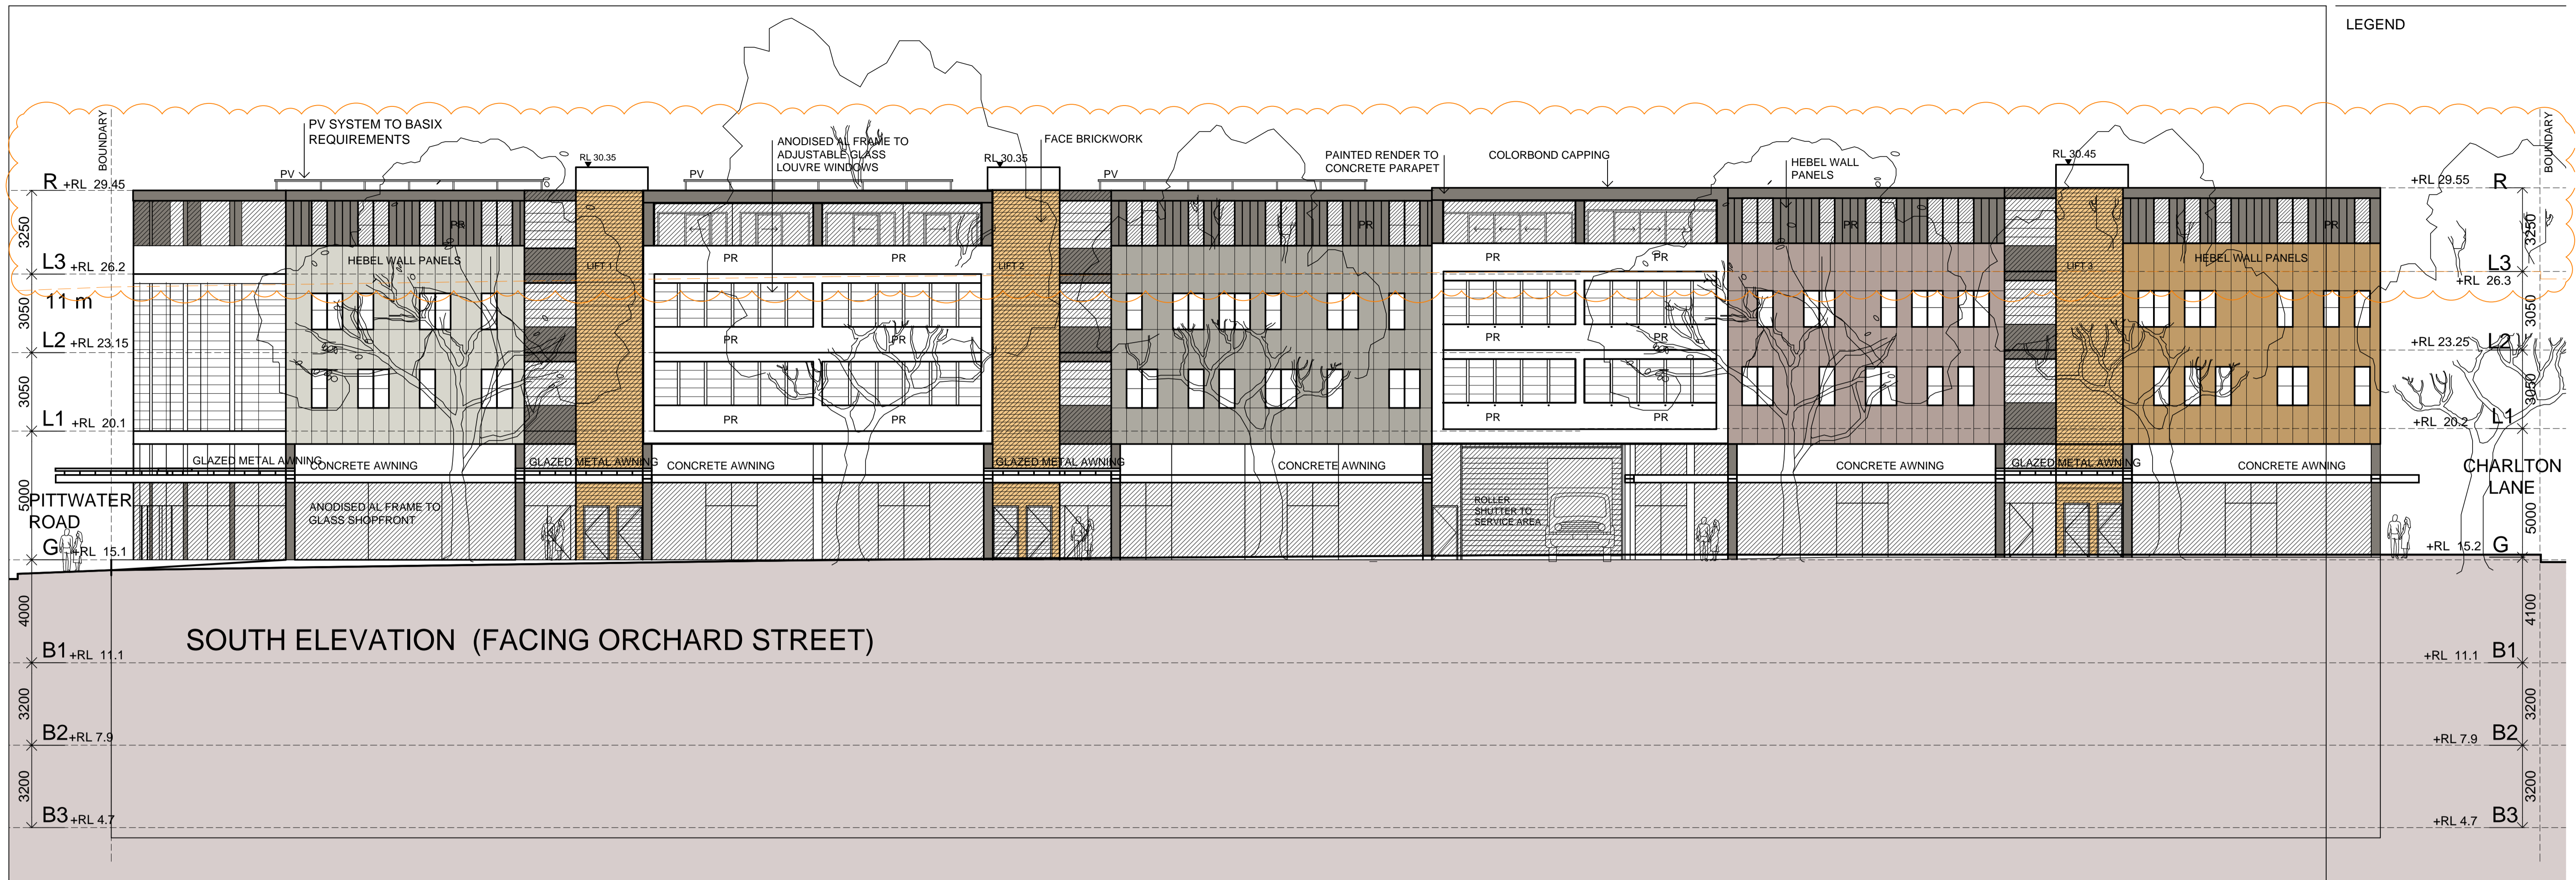 LEGEND
BOUNDARY
PV SYSTEM TO BASIX
REQUIREMENTS
ANODISED AL FRAME TO
ADJUSTABLE GLASS
LOUVRE WINDOWS
FACE BRICKWORK
PAINTED RENDER TO
CONCRETE PARAPET
COLORBOND CAPPING
HEBEL WALL
PANELS
BOUNDARY
RL 30.35
RL 30.35
RL 30.45
PV
PV
PV
R +RL 29.45
+RL 29.55 R
3250
3250
PR
PR
PR
PR
HEBEL WALL PANELS
LIFT 1
PR
PR
LIFT 2
PR
PR
LIFT 3
HEBEL WALL PANELS
L3 +RL 26.2
L3
+RL 26.3
11 m
3050
3050
PR
PR
PR
PR
L2 +RL 23.15
+RL 23.25 L2
3050
3050
PR
PR
PR
PR
L1 +RL 20.1
+RL 20.2 L1
GLAZED METAL AWNING
CONCRETE AWNING
GLAZED METAL AWNING
CONCRETE AWNING
GLAZED METAL AWNING
CONCRETE AWNING
CONCRETE AWNING
GLAZED METAL AWNING
CONCRETE AWNING
CHARLTON
LANE
5000
5000
PITTWATER
ROAD
ANODISED AL FRAME TO
GLASS SHOPFRONT
ROLLER
SHUTTER TO
SERVICE AREA
G +RL 15.1
+RL 15.2 G
4000
4100
SOUTH ELEVATION (FACING ORCHARD STREET)
B1 +RL 11.1
+RL 11.1 B1
3200
3200
B2 +RL 7.9
+RL 7.9 B2
3200
3200
B3 +RL 4.7
+RL 4.7 B3